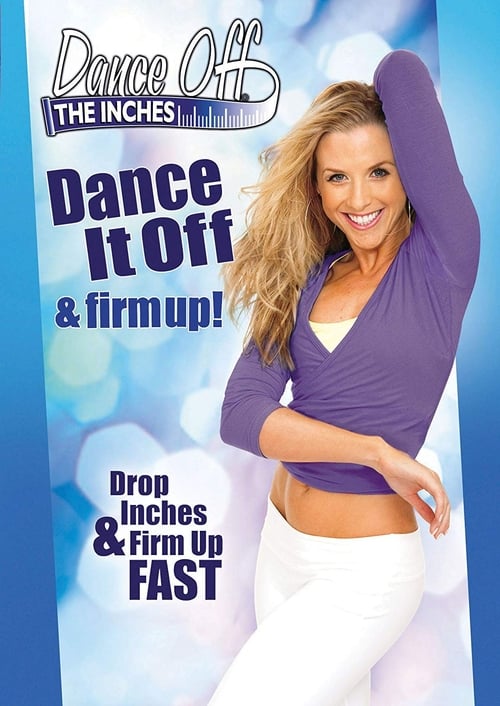 Dance Off
THE INCHES
Dance
It Off
& firm up!
Drop
Inches
& Firm Up
FAST